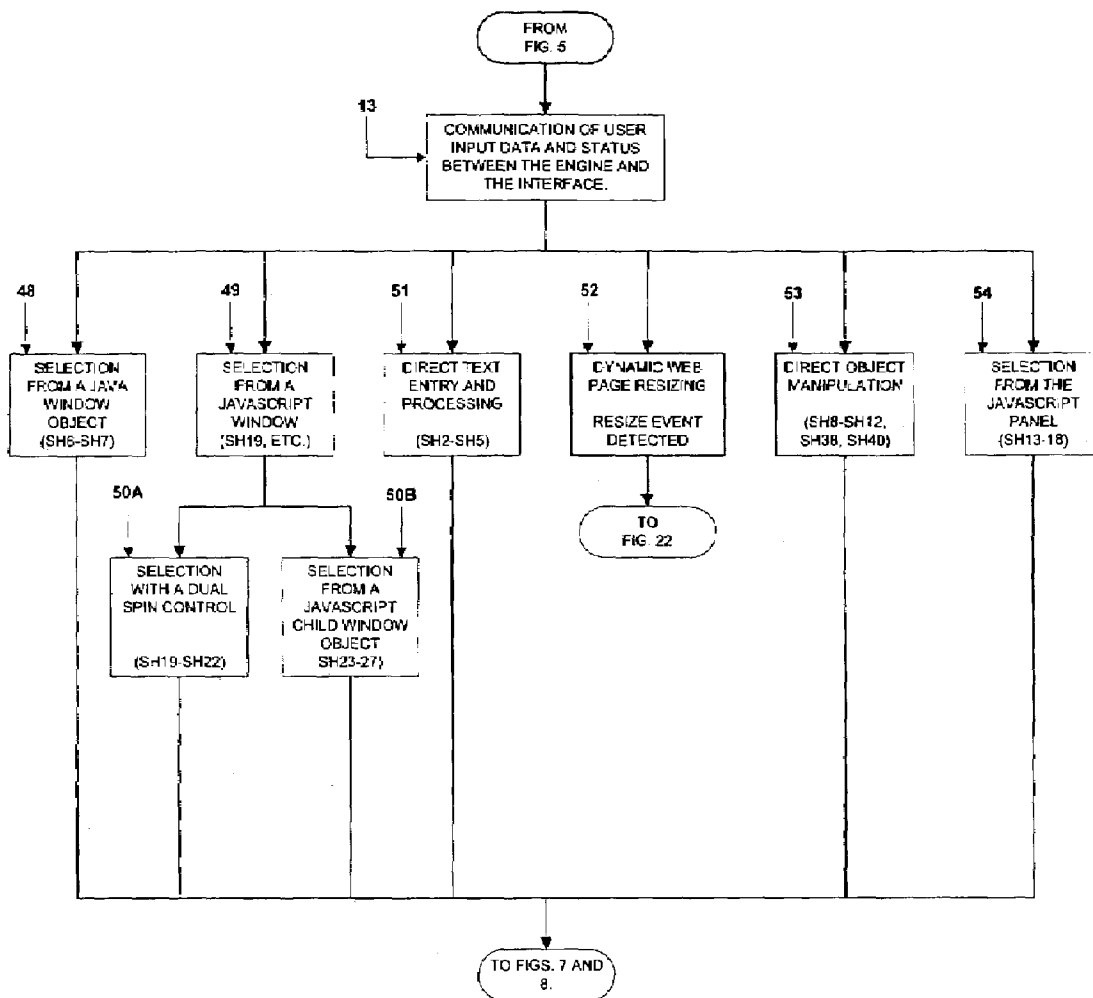 FROM
FIG. 5
13
COMMUNICATION OF USER
INPUT DATA AND STATUS
BETWEEN THE ENGINE AND
THE INTERFACE.
48
SELECTION
FROM A JAVA
WINDOW
OBJECT
(SH6-SH7)
49
SELECTION
FROM A
JAVASCRIPT
WINDOW
(SH19, ETC.)
51
DIRECT TEXT
ENTRY AND
PROCESSING
(SH2-SH5)
52
DYNAMIC WEB
PAGE RESIZING
RESIZE EVENT
DETECTED
53
DIRECT OBJECT
MANIPULATION
(SH8-SH12,
SH38, SH40)
54
SELECTION
FROM THE
JAVASCRIPT
PANEL
(SH13-18)
50A
SELECTION
WITH A DUAL
SPIN CONTROL
(SH19-SH22)
50B
SELECTION
FROM A
JAVASCRIPT
CHILD WINDOW
OBJECT
SH23-27)
TO
FIG. 22
TO FIGS. 7 AND
8.